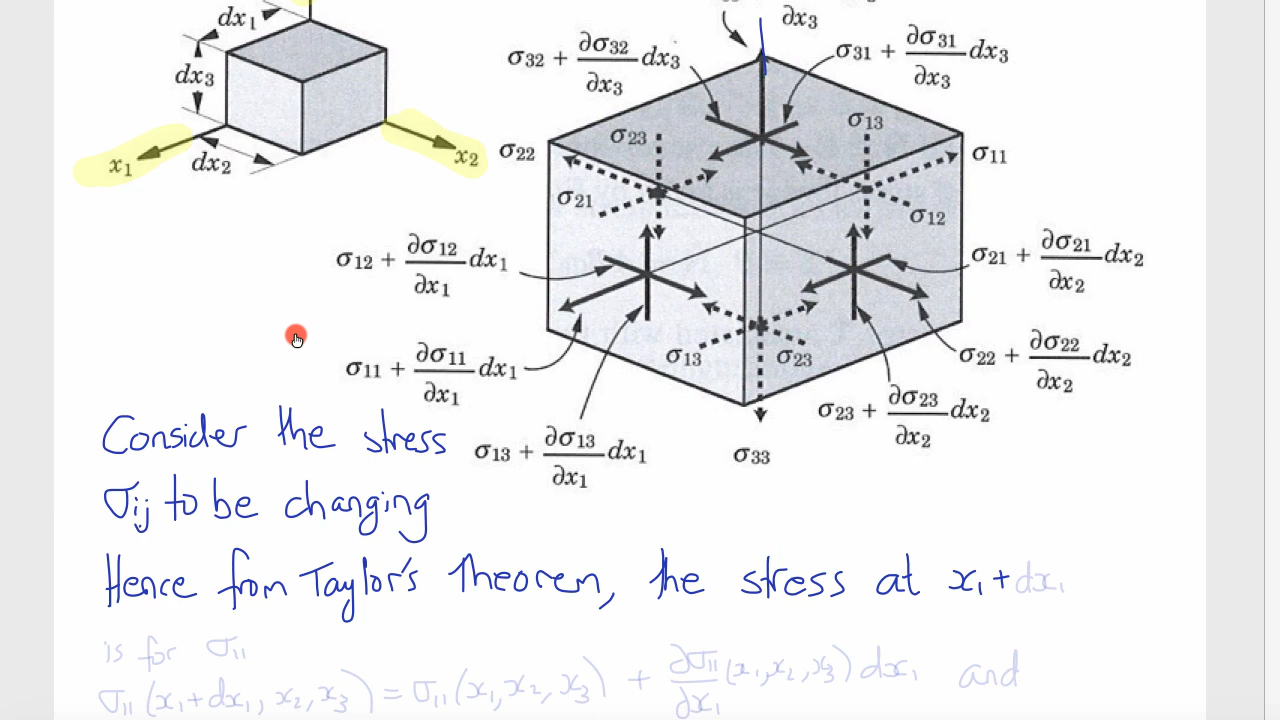 dx₁
∂x₃
dx₃
x₁
dx₂
x₂
σ₃₂ + ∂σ₃₂/∂x₃ dx₃
σ₃₁ + ∂σ₃₁/∂x₃ dx₃
σ₂₃
σ₁₃
σ₂₂
σ₁₁
σ₂₁
σ₁₂
σ₁₂ + ∂σ₁₂/∂x₁ dx₁
σ₂₁ + ∂σ₂₁/∂x₂ dx₂
σ₁₃
σ₂₃
σ₁₁ + ∂σ₁₁/∂x₁ dx₁
σ₂₂ + ∂σ₂₂/∂x₂ dx₂
σ₁₃ + ∂σ₁₃/∂x₁ dx₁
σ₃₃
σ₂₃ + ∂σ₂₃/∂x₂ dx₂
Consider the stress
σij to be changing
Hence from Taylor's Theorem, the stress at x₁ + dx₁
is for σ₁₁
σ₁₁(x₁+dx₁, x₂, x₃) = σ₁₁(x₁, x₂, x₃) + ∂σ₁₁/∂x₁ (x₁, x₂, x₃) dx₁ and